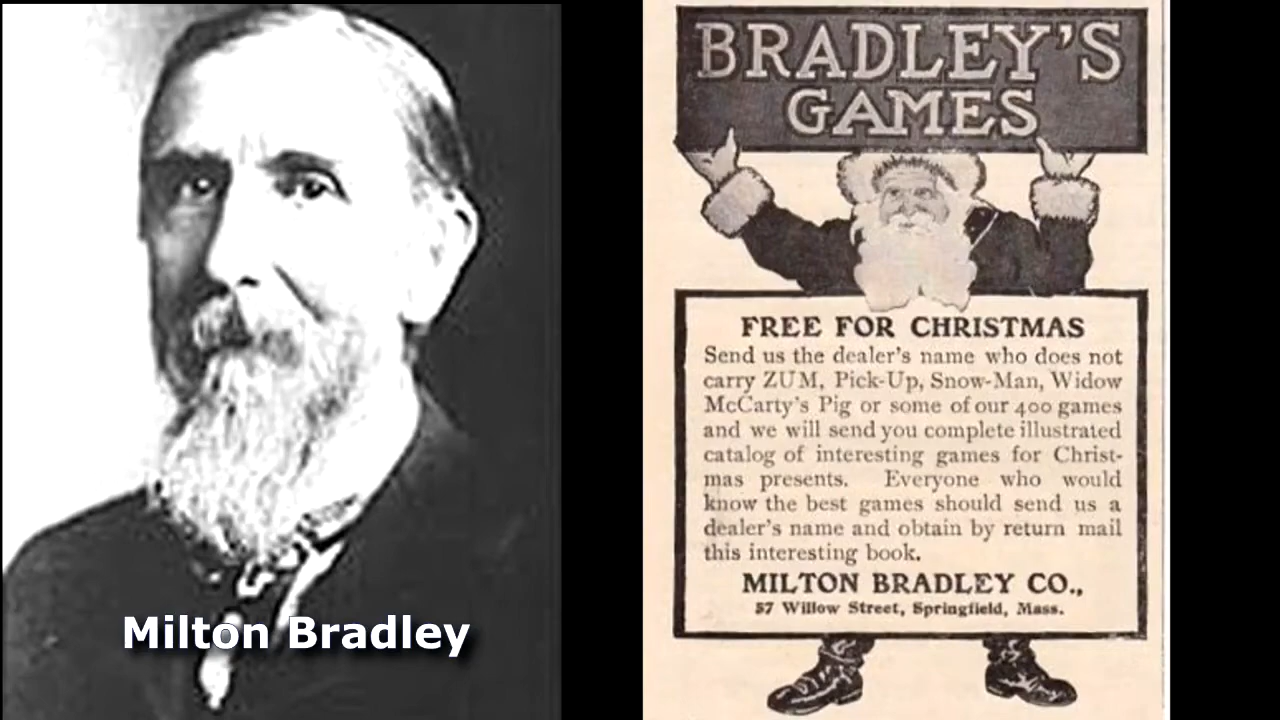 Milton Bradley
BRADLEY'S
GAMES
FREE FOR CHRISTMAS
Send us the dealer's name who does not
carry ZUM, Pick-Up, Snow-Man, Widow
McCarty's Pig or some of our 400 games
and we will send you complete illustrated
catalog of interesting games for Christ-
mas presents. Everyone who would
know the best games should send us a
dealer's name and obtain by return mail
this interesting book.
MILTON BRADLEY CO.,
57 Willow Street, Springfield, Mass.